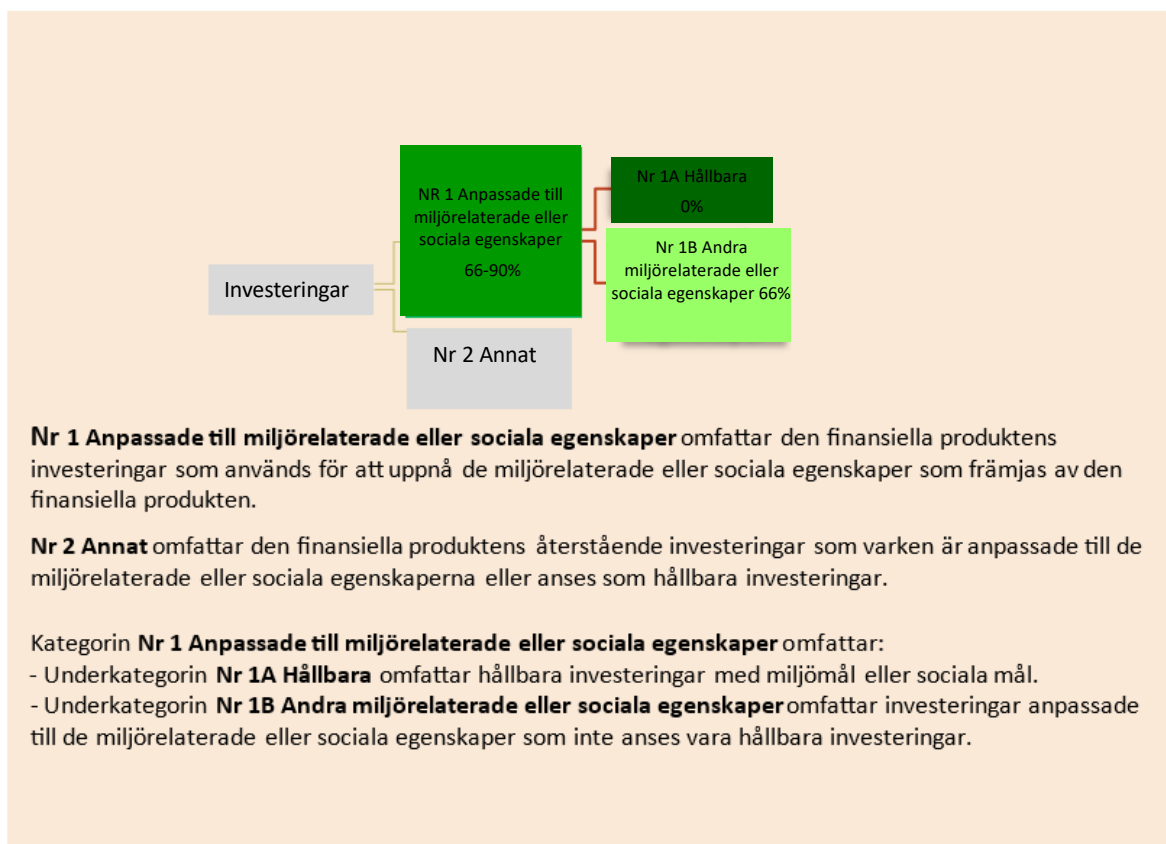 Investeringar
NR 1 Anpassade till
miljörelaterade eller
sociala egenskaper
66-90%
Nr 1A Hållbara
0%
Nr 1B Andra
miljörelaterade eller
sociala egenskaper 66%
Nr 2 Annat
Nr 1 Anpassade till miljörelaterade eller sociala egenskaper omfattar den finansiella produktens
investeringar som används för att uppnå de miljörelaterade eller sociala egenskaper som främjas av den
finansiella produkten.
Nr 2 Annat omfattar den finansiella produktens återstående investeringar som varken är anpassade till de
miljörelaterade eller sociala egenskaperna eller anses som hållbara investeringar.
Kategorin Nr 1 Anpassade till miljörelaterade eller sociala egenskaper omfattar:
- Underkategorin Nr 1A Hållbara omfattar hållbara investeringar med miljömål eller sociala mål.
- Underkategorin Nr 1B Andra miljörelaterade eller sociala egenskaper omfattar investeringar anpassade
till de miljörelaterade eller sociala egenskaper som inte anses vara hållbara investeringar.